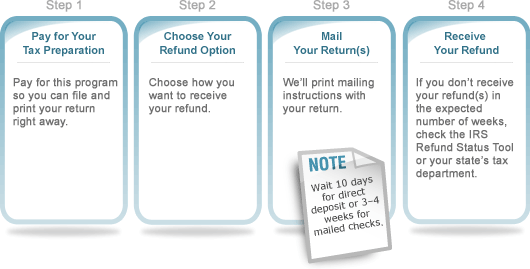 Step 1
Pay for Your
Tax Preparation
Pay for this program
so you can file and
print your return
right away.
Step 2
Choose Your
Refund Option
Choose how you
want to receive
your refund.
Step 3
Mail
Your Return(s)
We'll print mailing
instructions with
your return.
NOTE
Wait 10 days
for direct
deposit or 3–4
weeks for
mailed checks.
Step 4
Receive
Your Refund
If you don't receive
your refund(s) in
the expected
number of weeks,
check the IRS
Refund Status Tool
or your state's tax
department.